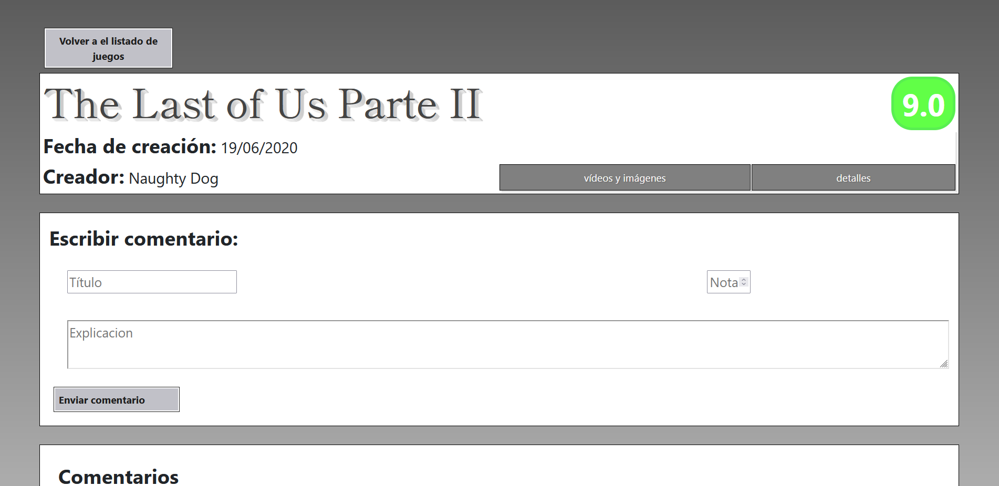 Volver a el listado de
juegos
The Last of Us Parte II
9.0
Fecha de creación: 19/06/2020
Creador: Naughty Dog
vídeos y imágenes
detalles
Escribir comentario:
Título
Nota
Explicacion
Enviar comentario
Comentarios